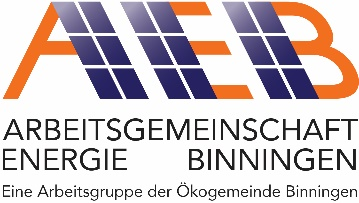 AEB
ARBEITSGEMEINSCHAFT
ENERGIE BINNINGEN
Eine Arbeitsgruppe der Ökogemeinde Binningen